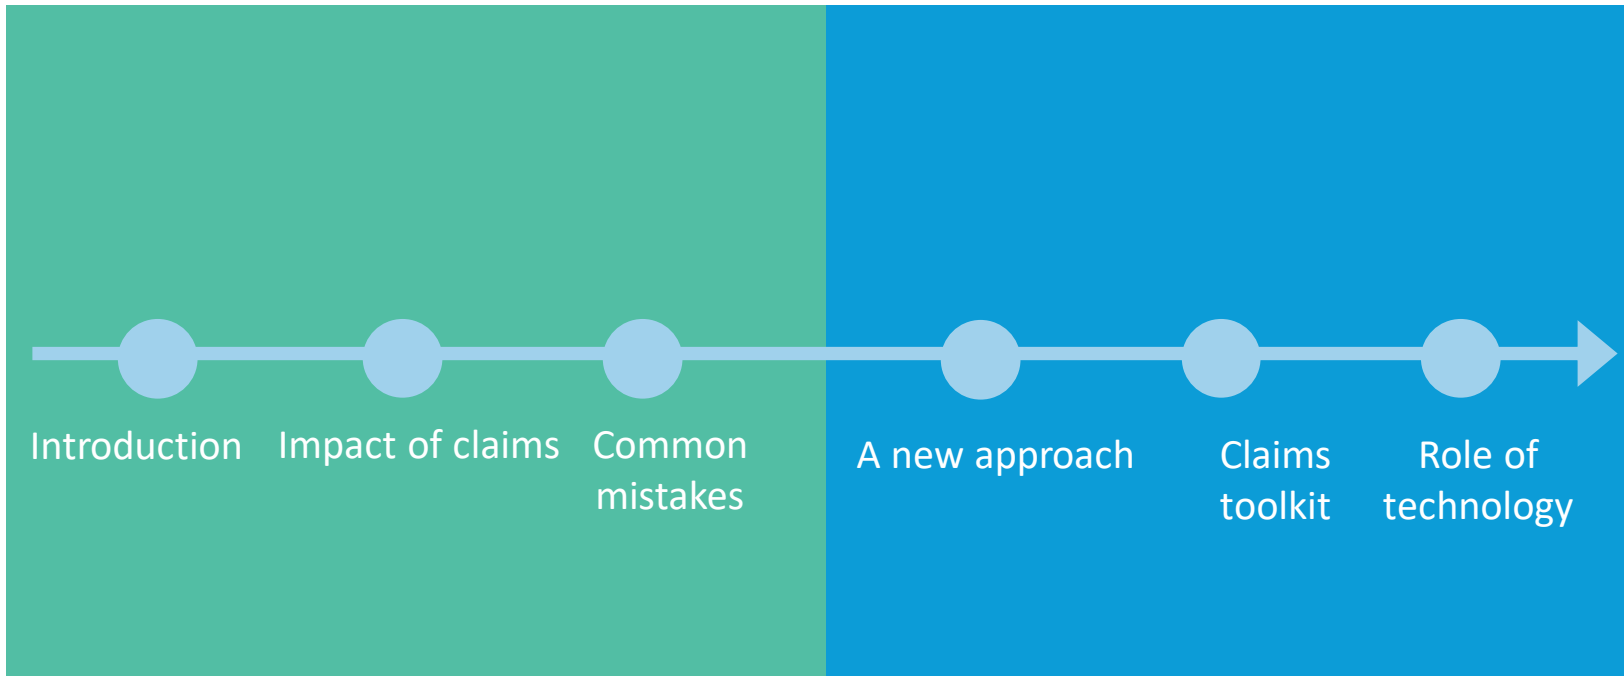 Introduction
Impact of claims
Common
mistakes
A new approach
Claims
toolkit
Role of
technology